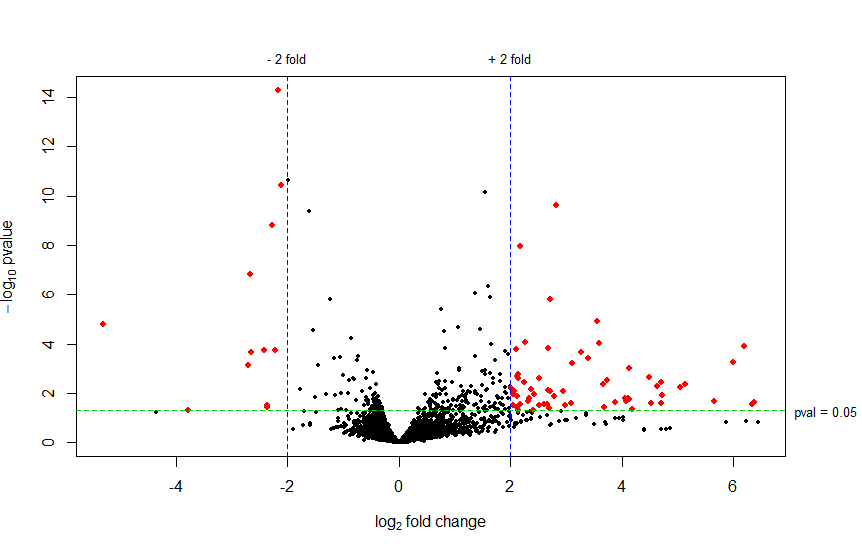 - 2 fold + 2 fold
14
12
10
8
6
4
2
0
− log10 pvalue
pval = 0.05
-4 -2 0 2 4 6
log2 fold change